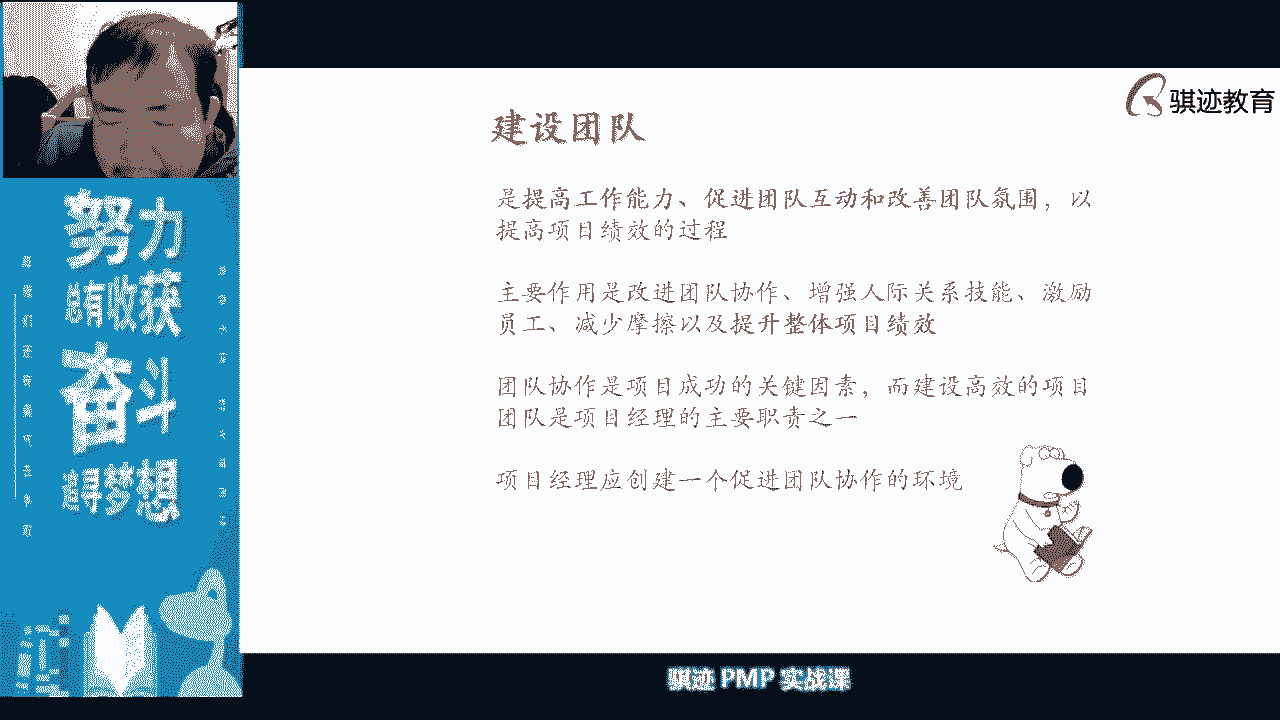 骐迹教育
建设团队
是提高工作能力、促进团队互动和改善团队氛围，以
提高项目绩效的过程
主要作用是改进团队协作、增强人际关系技能、激励
员工、减少摩擦以及提升整体项目绩效
团队协作是项目成功的关键因素，而建设高效的项目
团队是项目经理的主要职责之一
项目经理应创建一个促进团队协作的环境
努力
总有收获
奋斗
追寻梦想
骐迹 PMP 实战课